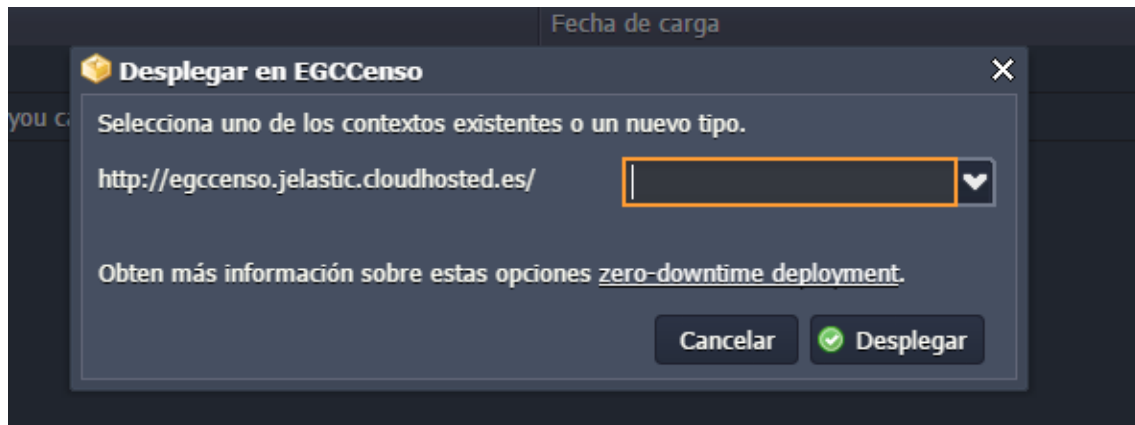 Fecha de carga
Desplegar en EGCCenso
you ca
Selecciona uno de los contextos existentes o un nuevo tipo.
http://egccenso.jelastic.cloudhosted.es/
Obten más información sobre estas opciones zero-downtime deployment.
Cancelar Desplegar